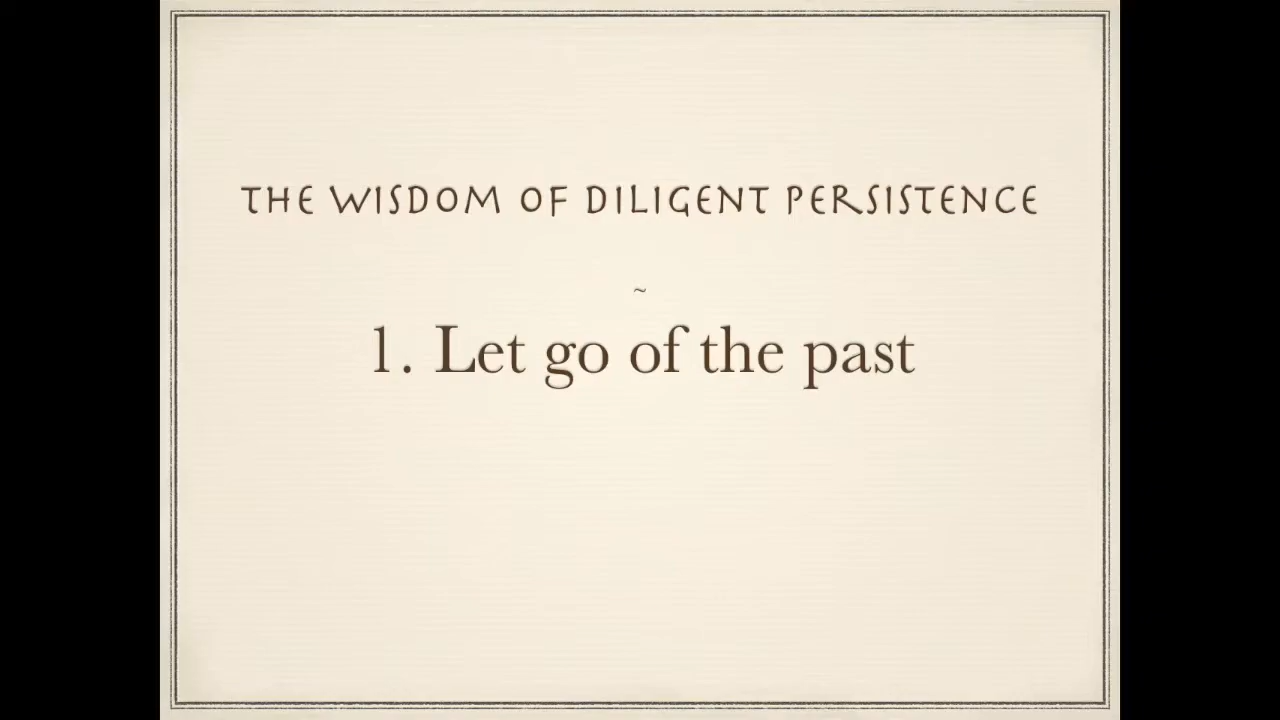 THE WISDOM OF DILIGENT PERSISTENCE
~
1. Let go of the past